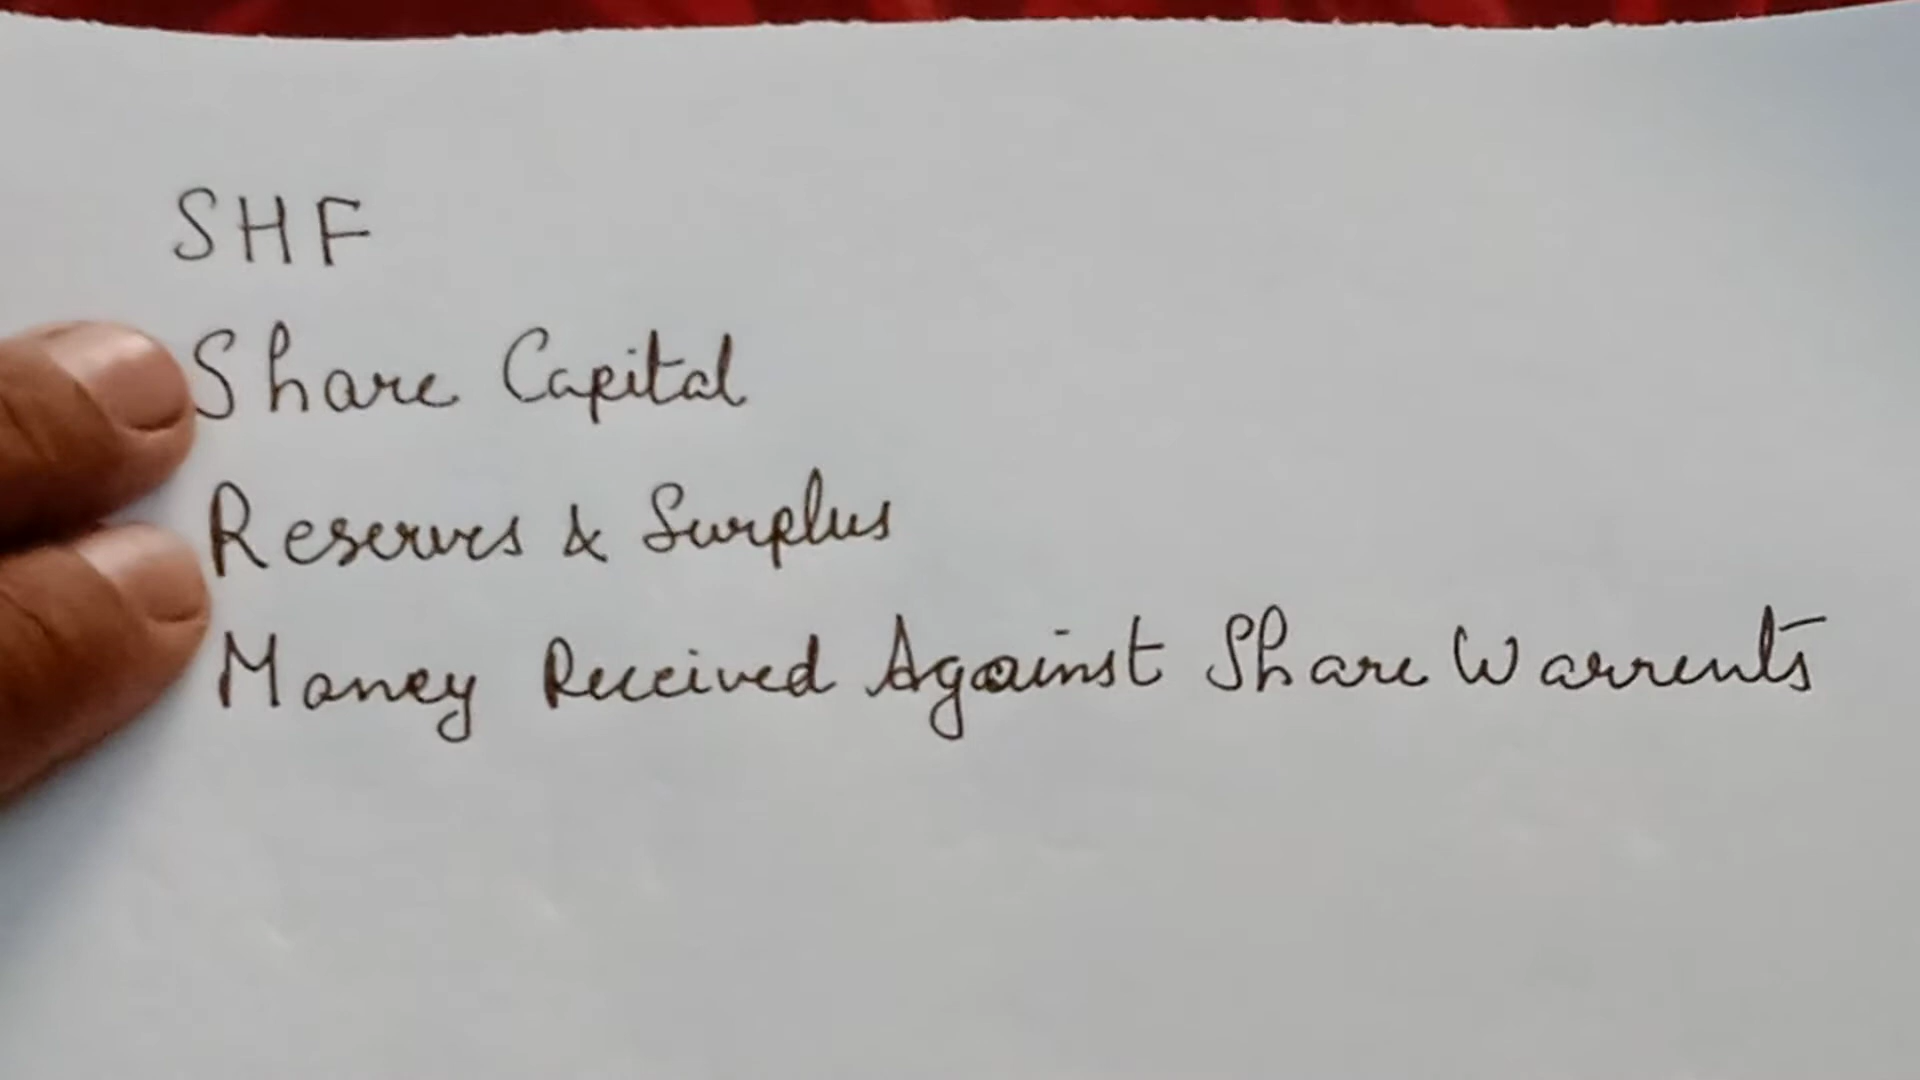 SHF
Share Capital
Reserves & Surplus
Money Received Against Share Warrents